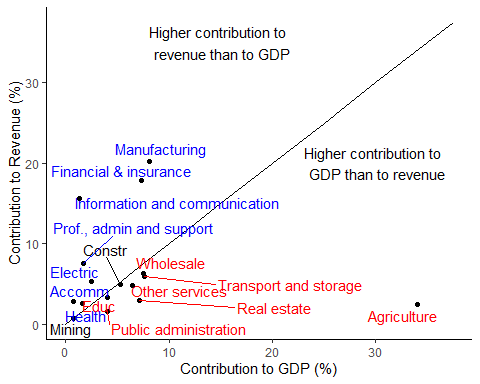 Higher contribution to
revenue than to GDP
Manufacturing
Higher contribution to
GDP than to revenue
Financial & insurance
Information and communication
Prof., admin and support
Constr
Wholesale
Electric
Transport and storage
Accomm
Other services
Educ
Real estate
Health
Agriculture
Mining
Public administration
0
10
20
30
0
10
20
30
Contribution to GDP (%)
Contribution to Revenue (%)